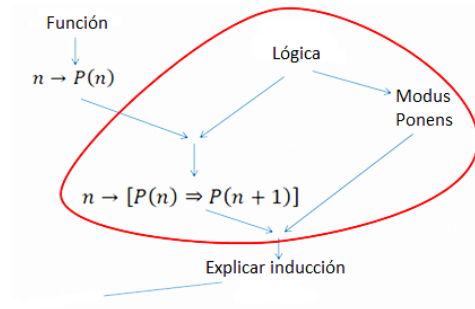 Función
n → P(n)
Lógica
Modus
Ponens
n → [P(n) ⇒ P(n + 1)]
Explicar inducción